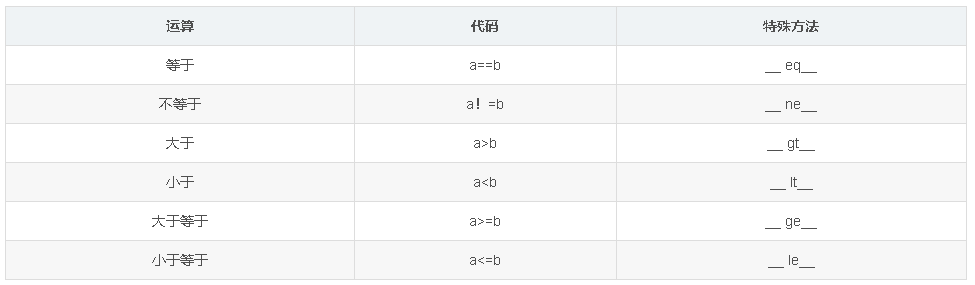 运算 代码 特殊方法
等于 a==b __ eq__
不等于 a！=b __ ne__
大于 a>b __ gt__
小于 a<b __ lt__
大于等于 a>=b __ ge__
小于等于 a<=b __ le__